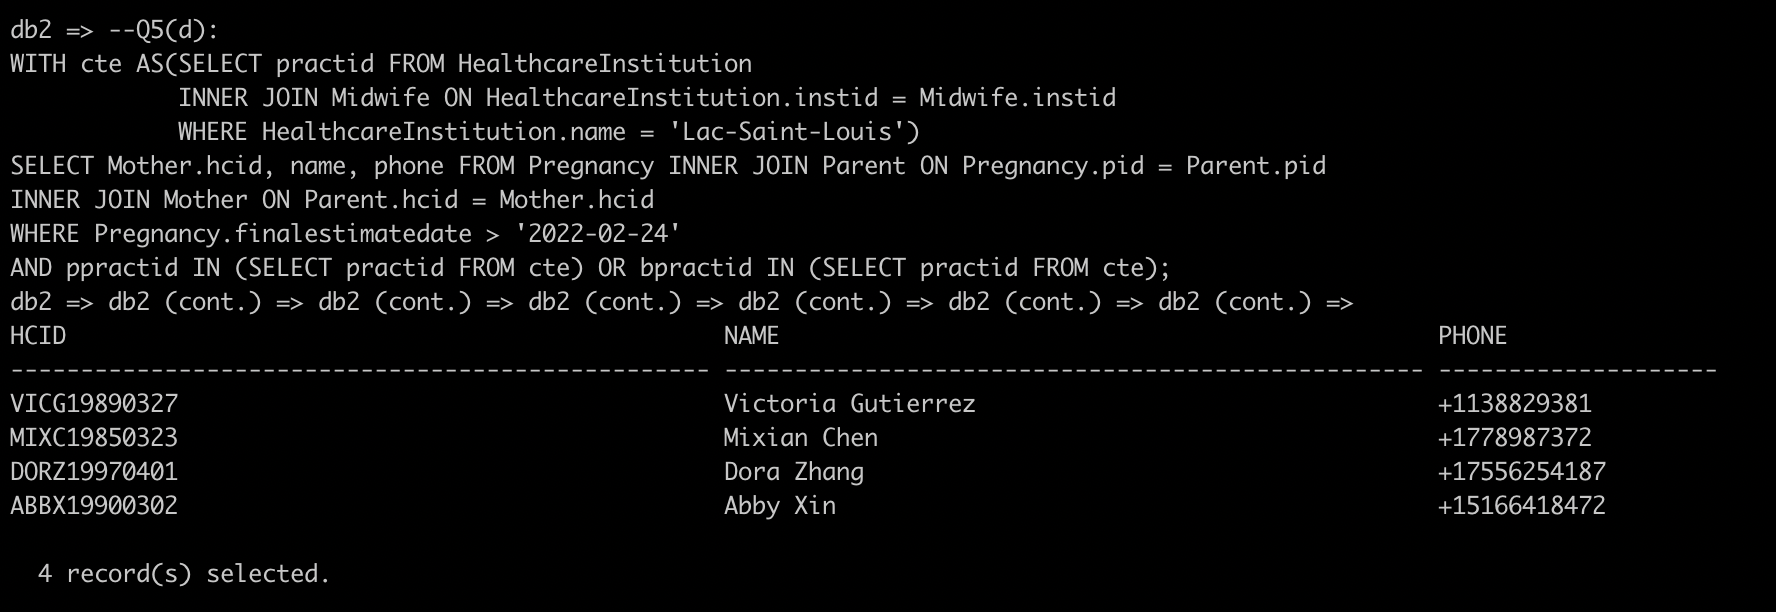 db2 => --Q5(d):
WITH cte AS(SELECT practid FROM HealthcareInstitution
            INNER JOIN Midwife ON HealthcareInstitution.instid = Midwife.instid
            WHERE HealthcareInstitution.name = 'Lac-Saint-Louis')
SELECT Mother.hcid, name, phone FROM Pregnancy INNER JOIN Parent ON Pregnancy.pid = Parent.pid
INNER JOIN Mother ON Parent.hcid = Mother.hcid
WHERE Pregnancy.finalestimatedate > '2022-02-24'
AND ppractid IN (SELECT practid FROM cte) OR bpractid IN (SELECT practid FROM cte);
db2 => db2 (cont.) => db2 (cont.) => db2 (cont.) => db2 (cont.) => db2 (cont.) => db2 (cont.) =>
HCID                                               NAME                                               PHONE
-------------------------------------------------- -------------------------------------------------- --------------------
VICG19890327                                       Victoria Gutierrez                                 +1138829381
MIXC19850323                                       Mixian Chen                                        +1778987372
DORZ19970401                                       Dora Zhang                                         +17556254187
ABBX19900302                                       Abby Xin                                           +15166418472
  4 record(s) selected.